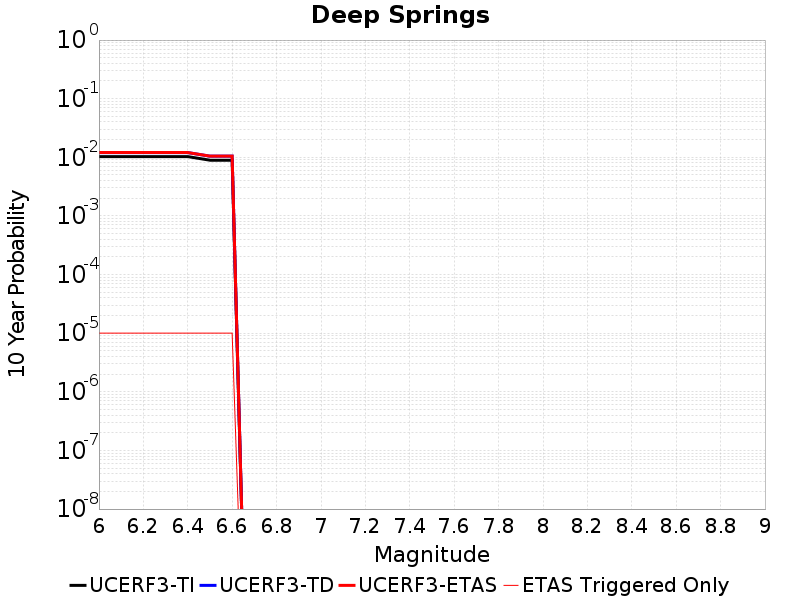 Deep Springs
10^0
10^-1
10^-2
10^-3
10^-4
10^-5
10^-6
10^-7
10^-8
10 Year Probability
6 6.2 6.4 6.6 6.8 7 7.2 7.4 7.6 7.8 8 8.2 8.4 8.6 8.8 9
Magnitude
UCERF3-TI UCERF3-TD UCERF3-ETAS ETAS Triggered Only